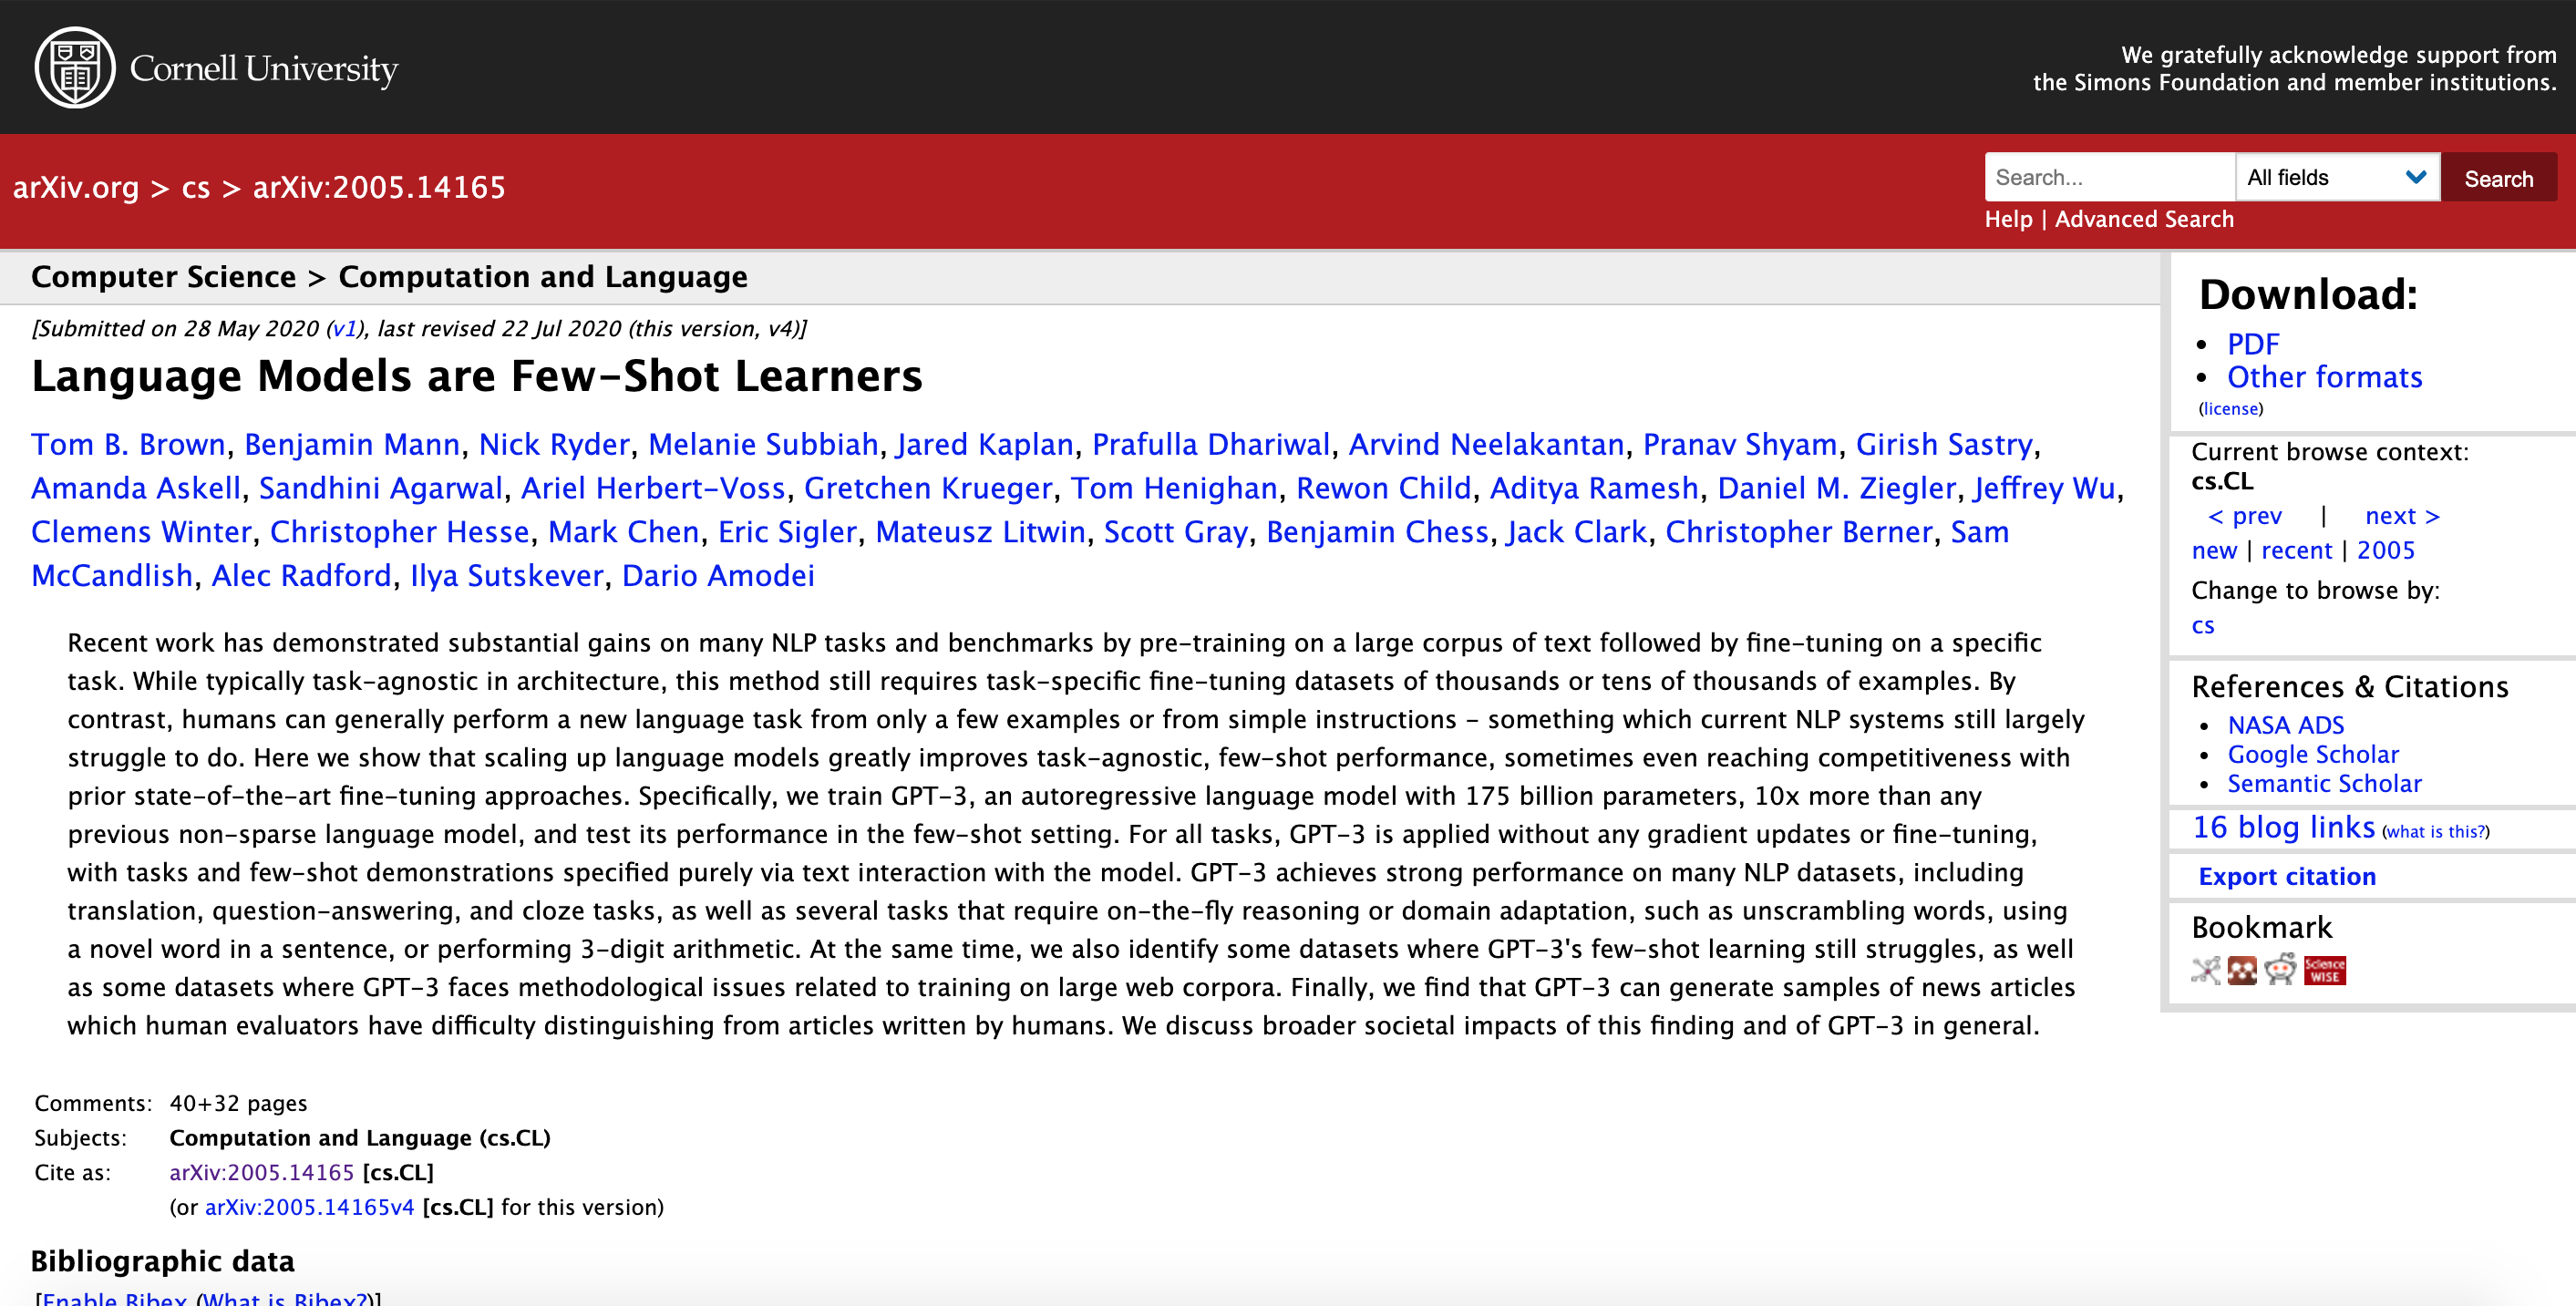 Cornell University
We gratefully acknowledge support from
the Simons Foundation and member institutions.
arXiv.org > cs > arXiv:2005.14165
Search...
All fields
Search
Help | Advanced Search
Computer Science > Computation and Language
[Submitted on 28 May 2020 (v1), last revised 22 Jul 2020 (this version, v4)]
Language Models are Few-Shot Learners
Tom B. Brown, Benjamin Mann, Nick Ryder, Melanie Subbiah, Jared Kaplan, Prafulla Dhariwal, Arvind Neelakantan, Pranav Shyam, Girish Sastry,
Amanda Askell, Sandhini Agarwal, Ariel Herbert-Voss, Gretchen Krueger, Tom Henighan, Rewon Child, Aditya Ramesh, Daniel M. Ziegler, Jeffrey Wu,
Clemens Winter, Christopher Hesse, Mark Chen, Eric Sigler, Mateusz Litwin, Scott Gray, Benjamin Chess, Jack Clark, Christopher Berner, Sam
McCandlish, Alec Radford, Ilya Sutskever, Dario Amodei
Recent work has demonstrated substantial gains on many NLP tasks and benchmarks by pre-training on a large corpus of text followed by fine-tuning on a specific
task. While typically task-agnostic in architecture, this method still requires task-specific fine-tuning datasets of thousands or tens of thousands of examples. By
contrast, humans can generally perform a new language task from only a few examples or from simple instructions - something which current NLP systems still largely
struggle to do. Here we show that scaling up language models greatly improves task-agnostic, few-shot performance, sometimes even reaching competitiveness with
prior state-of-the-art fine-tuning approaches. Specifically, we train GPT-3, an autoregressive language model with 175 billion parameters, 10x more than any
previous non-sparse language model, and test its performance in the few-shot setting. For all tasks, GPT-3 is applied without any gradient updates or fine-tuning,
with tasks and few-shot demonstrations specified purely via text interaction with the model. GPT-3 achieves strong performance on many NLP datasets, including
translation, question-answering, and cloze tasks, as well as several tasks that require on-the-fly reasoning or domain adaptation, such as unscrambling words, using
a novel word in a sentence, or performing 3-digit arithmetic. At the same time, we also identify some datasets where GPT-3's few-shot learning still struggles, as well
as some datasets where GPT-3 faces methodological issues related to training on large web corpora. Finally, we find that GPT-3 can generate samples of news articles
which human evaluators have difficulty distinguishing from articles written by humans. We discuss broader societal impacts of this finding and of GPT-3 in general.
Comments: 40+32 pages
Subjects: Computation and Language (cs.CL)
Cite as: arXiv:2005.14165 [cs.CL]
(or arXiv:2005.14165v4 [cs.CL] for this version)
Bibliographic data
[Enable Bibex (What is Bibex?)]
Download:
• PDF
• Other formats
(license)
Current browse context:
cs.CL
< prev | next >
new | recent | 2005
Change to browse by:
cs
References & Citations
• NASA ADS
• Google Scholar
• Semantic Scholar
16 blog links (what is this?)
Export citation
Bookmark
Science
WISE